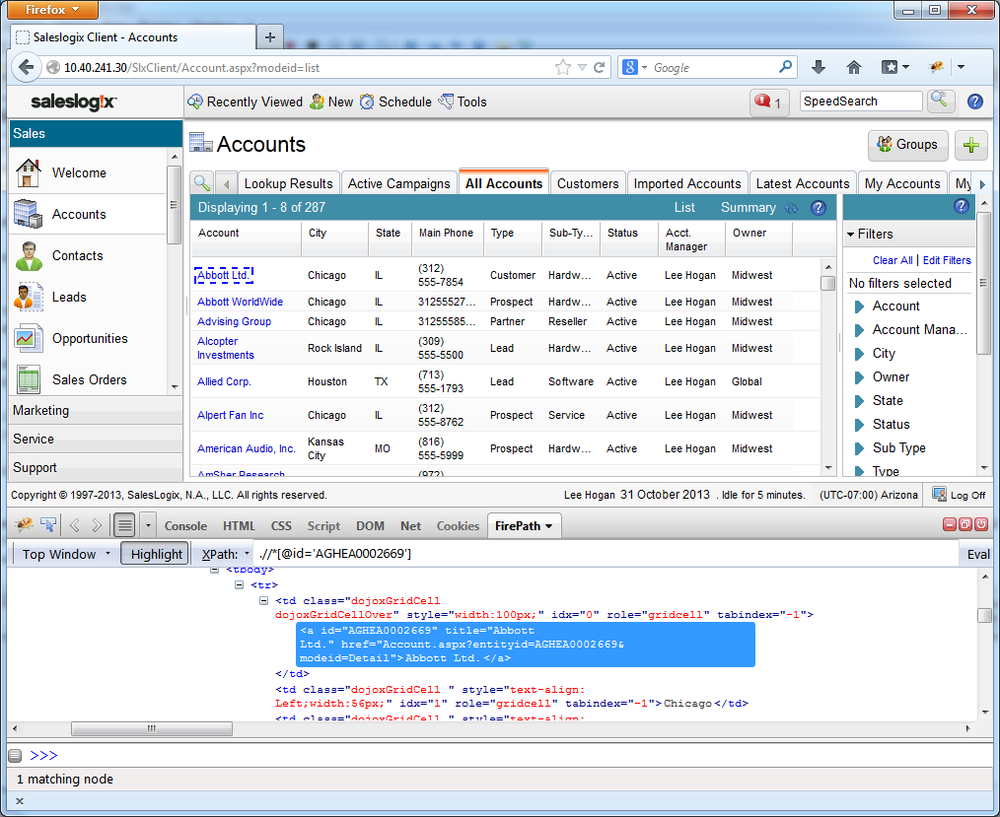 Firefox
Saleslogix Client - Accounts
10.40.241.30/SlxClient/Account.aspx?modeid=list
Google
saleslogix
Recently Viewed New Schedule Tools
1
SpeedSearch
Sales
Welcome
Accounts
Contacts
Leads
Opportunities
Sales Orders
Marketing
Service
Support
Accounts
Groups
Lookup Results Active Campaigns All Accounts Customers Imported Accounts Latest Accounts My Accounts My
Displaying 1 - 8 of 287 List Summary
Account City State Main Phone Type Sub-Ty... Status Acct. Manager Owner
Abbott Ltd. Chicago IL (312) 555-7854 Customer Hardw... Active Lee Hogan Midwest
Abbott WorldWide Chicago IL 31255527... Prospect Hardw... Active Lee Hogan Midwest
Advising Group Chicago IL 31255585... Partner Reseller Active Lee Hogan Midwest
Alcopter Investments Rock Island IL (309) 555-5500 Lead Hardw... Active Lee Hogan Midwest
Allied Corp. Houston TX (713) 555-1793 Lead Software Active Lee Hogan Global
Alpert Fan Inc Chicago IL (312) 555-8762 Prospect Service Active Lee Hogan Midwest
American Audio, Inc. Kansas City MO (816) 555-5999 Prospect Hardw... Active Lee Hogan Midwest
AmSher Research (972)
Filters
Clear All | Edit Filters
No filters selected
Account
Account Mana...
City
Owner
State
Status
Sub Type
Type
Copyright © 1997-2013, SalesLogix, N.A., LLC. All rights reserved.
Lee Hogan 31 October 2013 . Idle for 5 minutes. (UTC-07:00) Arizona Log Off
Console HTML CSS Script DOM Net Cookies FirePath
Top Window Highlight XPath: .//*[@id='AGHEA0002669'] Eval
<tbody>
<tr>
<td class="dojoxGridCell
dojoxGridCellOver" style="width:100px;" idx="0" role="gridcell" tabindex="-1">
<a id="AGHEA0002669" title="Abbott
Ltd." href="Account.aspx?entityid=AGHEA0002669&
modeid=Detail">Abbott Ltd.</a>
</td>
<td class="dojoxGridCell " style="text-align:
Left;width:56px;" idx="1" role="gridcell" tabindex="-1">Chicago</td>
<td class="dojoxGridCell " style="text-align:
>>>
1 matching node